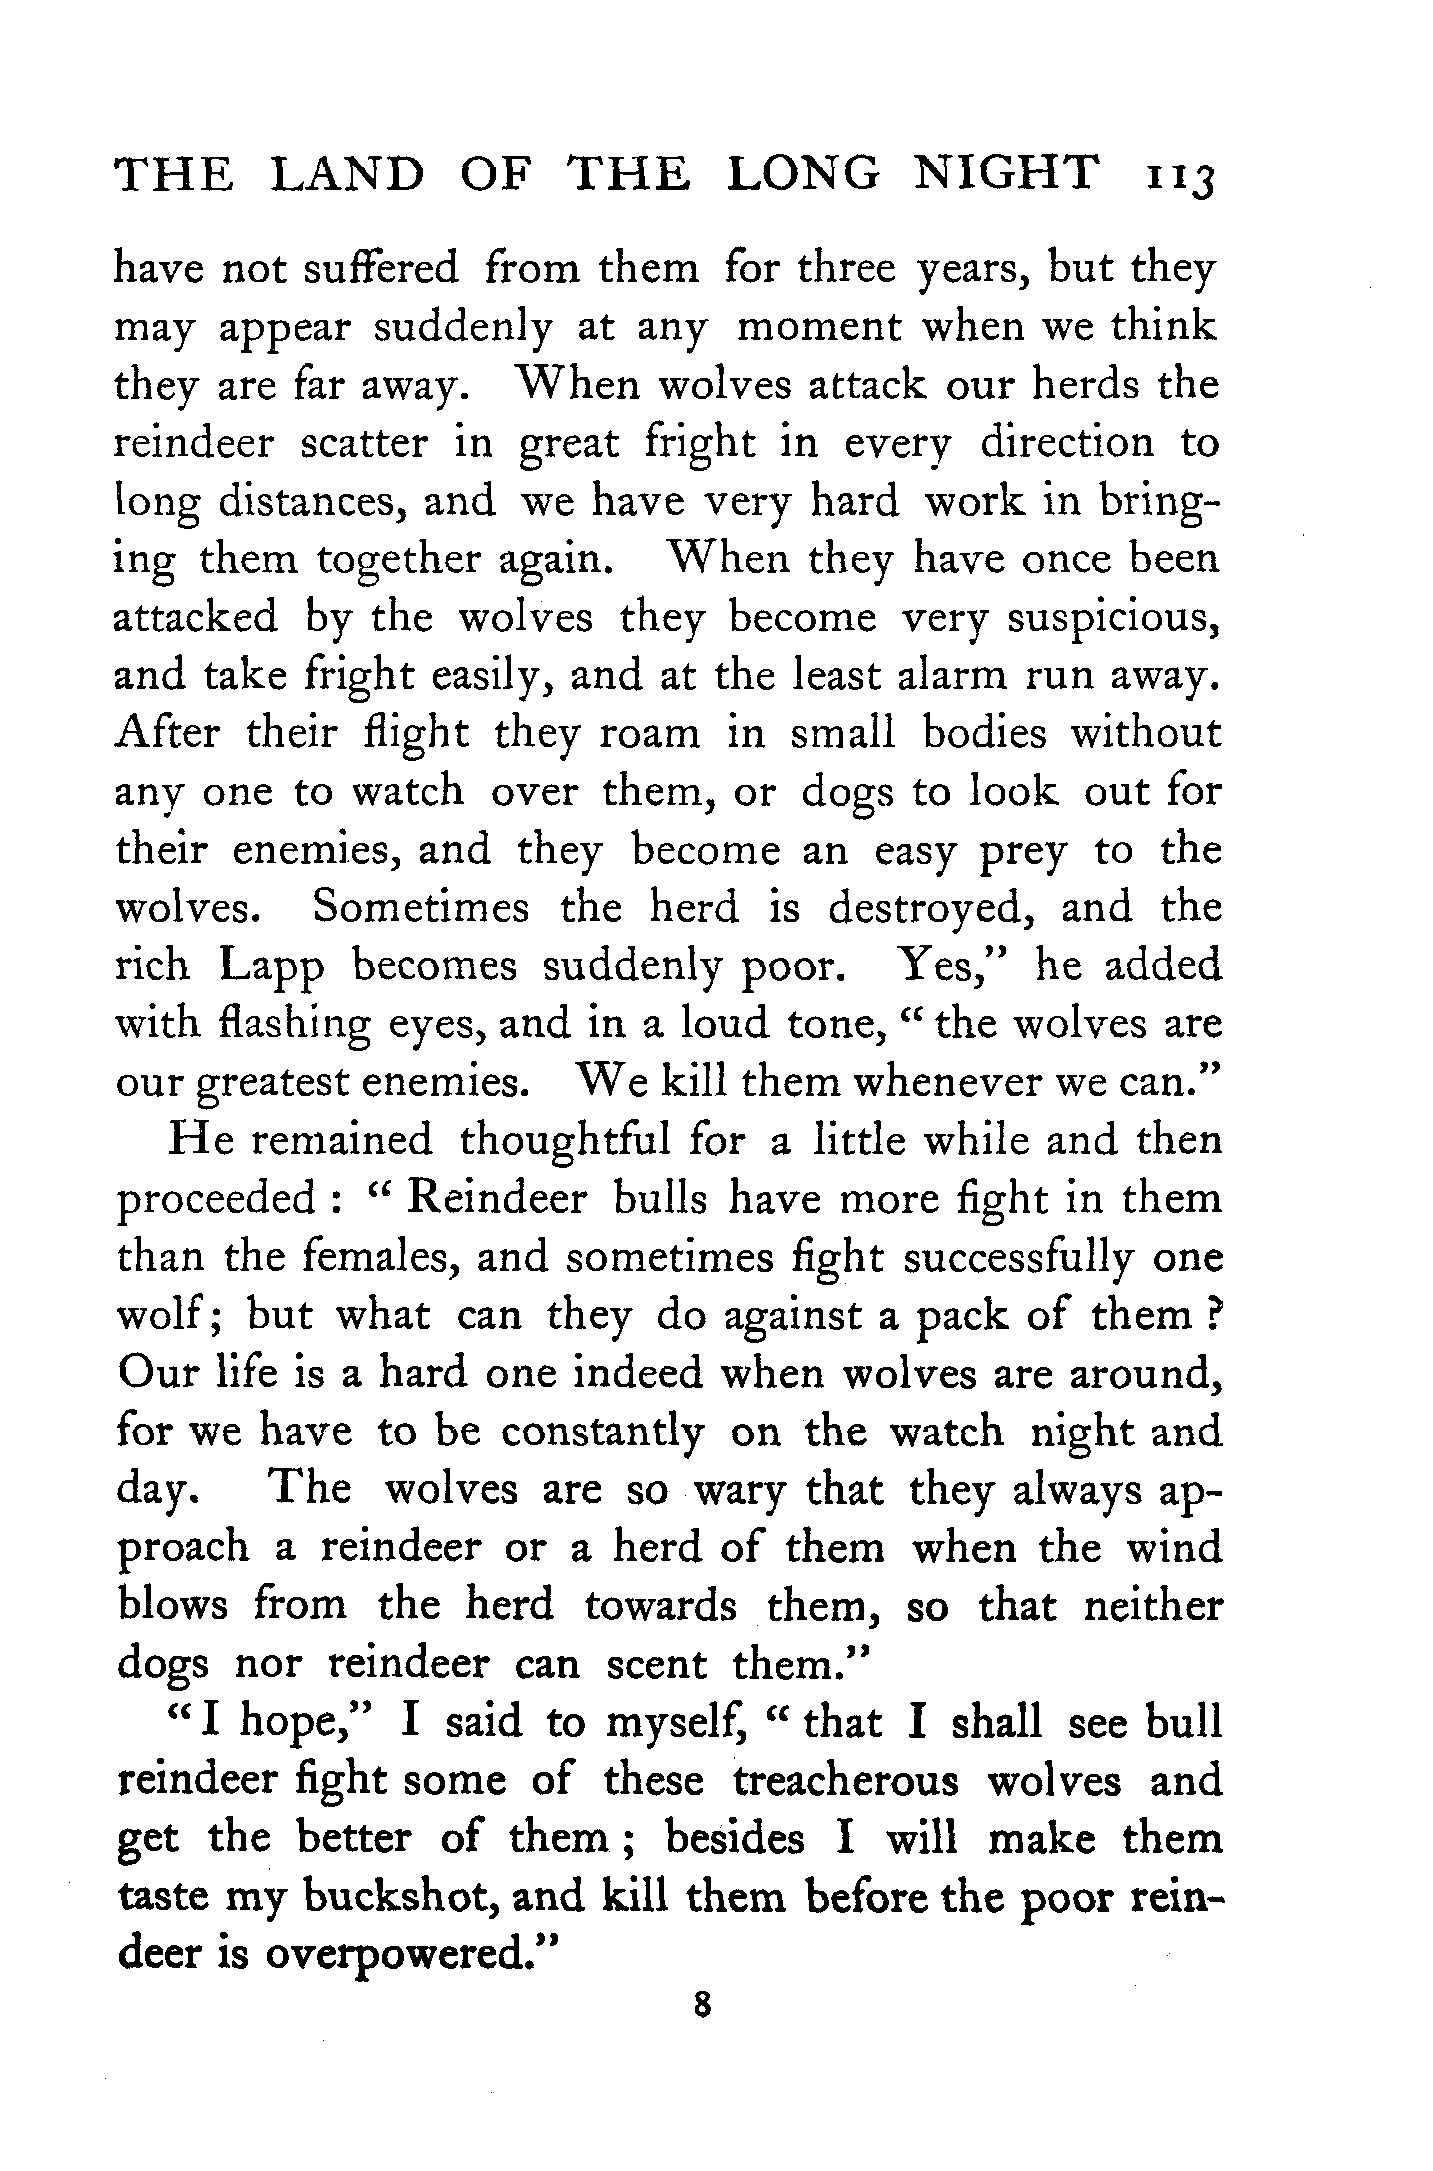 THE LAND OF THE LONG NIGHT 113
have not suffered from them for three years, but they
may appear suddenly at any moment when we think
they are far away. When wolves attack our herds the
reindeer scatter in great fright in every direction to
long distances, and we have very hard work in bring-
ing them together again. When they have once been
attacked by the wolves they become very suspicious,
and take fright easily, and at the least alarm run away.
After their flight they roam in small bodies without
any one to watch over them, or dogs to look out for
their enemies, and they become an easy prey to the
wolves. Sometimes the herd is destroyed, and the
rich Lapp becomes suddenly poor. Yes,” he added
with flashing eyes, and in a loud tone, “ the wolves are
our greatest enemies. We kill them whenever we can.”
He remained thoughtful for a little while and then
proceeded : “ Reindeer bulls have more fight in them
than the females, and sometimes fight successfully one
wolf; but what can they do against a pack of them ?
Our life is a hard one indeed when wolves are around,
for we have to be constantly on the watch night and
day. The wolves are so wary that they always ap-
proach a reindeer or a herd of them when the wind
blows from the herd towards them, so that neither
dogs nor reindeer can scent them.”
“ I hope,” I said to myself, “ that I shall see bull
reindeer fight some of these treacherous wolves and
get the better of them ; besides I will make them
taste my buckshot, and kill them before the poor rein-
deer is overpowered.”
8